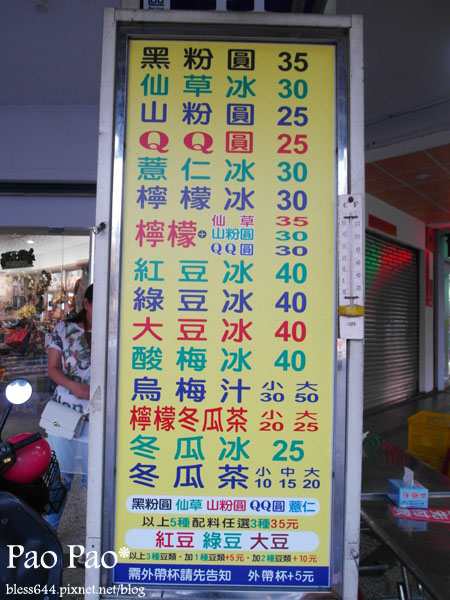 黑粉圓 35
仙草冰 30
山粉圓 25
QQ圓 25
薏仁冰 30
檸檬冰 30
檸檬+仙草 35
山粉圓 30
QQ圓 30
紅豆冰 40
綠豆冰 40
大豆冰 40
酸梅冰 40
烏梅汁 小30 大50
檸檬冬瓜茶 小20 大25
冬瓜冰 25
冬瓜茶 小10 中15 大20
黑粉圓 仙草 山粉圓 QQ圓 薏仁
以上5種配料任選3種35元
紅豆 綠豆 大豆
以上3種豆類,加1種豆類+5元,加2種豆類+10元
需外帶杯請先告知 外帶杯+5元
Pao Pao*
bless644.pixnet.net/blog